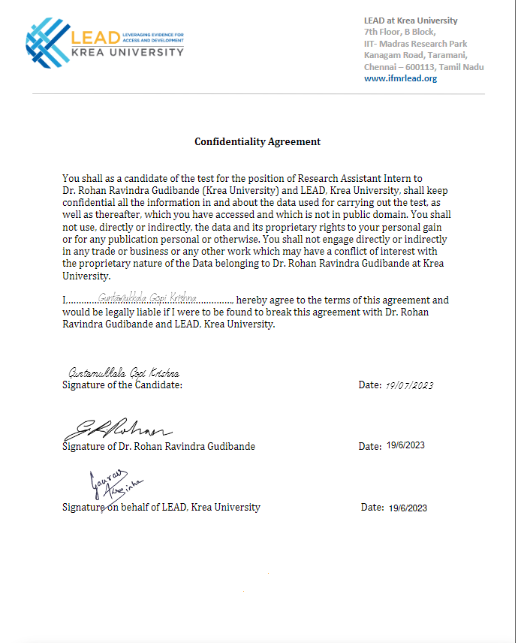 LEAD LEVERAGING EVIDENCE FOR ACCESS AND DEVELOPMENT
KREA UNIVERSITY
LEAD at Krea University
7th Floor, B Block,
IIT- Madras Research Park
Kanagam Road, Taramani,
Chennai – 600113, Tamil Nadu
www.ifmrlead.org
Confidentiality Agreement
You shall as a candidate of the test for the position of Research Assistant Intern to
Dr. Rohan Ravindra Gudibande (Krea University) and LEAD, Krea University, shall keep
confidential all the information in and about the data used for carrying out the test, as
well as thereafter, which you have accessed and which is not in public domain. You shall
not use, directly or indirectly, the data and its proprietary rights to your personal gain
or for any publication personal or otherwise. You shall not engage directly or indirectly
in any trade or business or any other work which may have a conflict of interest with
the proprietary nature of the Data belonging to Dr. Rohan Ravindra Gudibande at Krea
University.
I............Guntamukkala Gopi Krishna............... hereby agree to the terms of this agreement and
would be legally liable if I were to be found to break this agreement with Dr. Rohan
Ravindra Gudibande and LEAD, Krea University.
Guntamukkala Gopi Krishna
Signature of the Candidate: Date: 19/07/2023
G.R.Rohan
Signature of Dr. Rohan Ravindra Gudibande Date: 19/6/2023
Gaurav
Signature on behalf of LEAD, Krea University Date: 19/6/2023